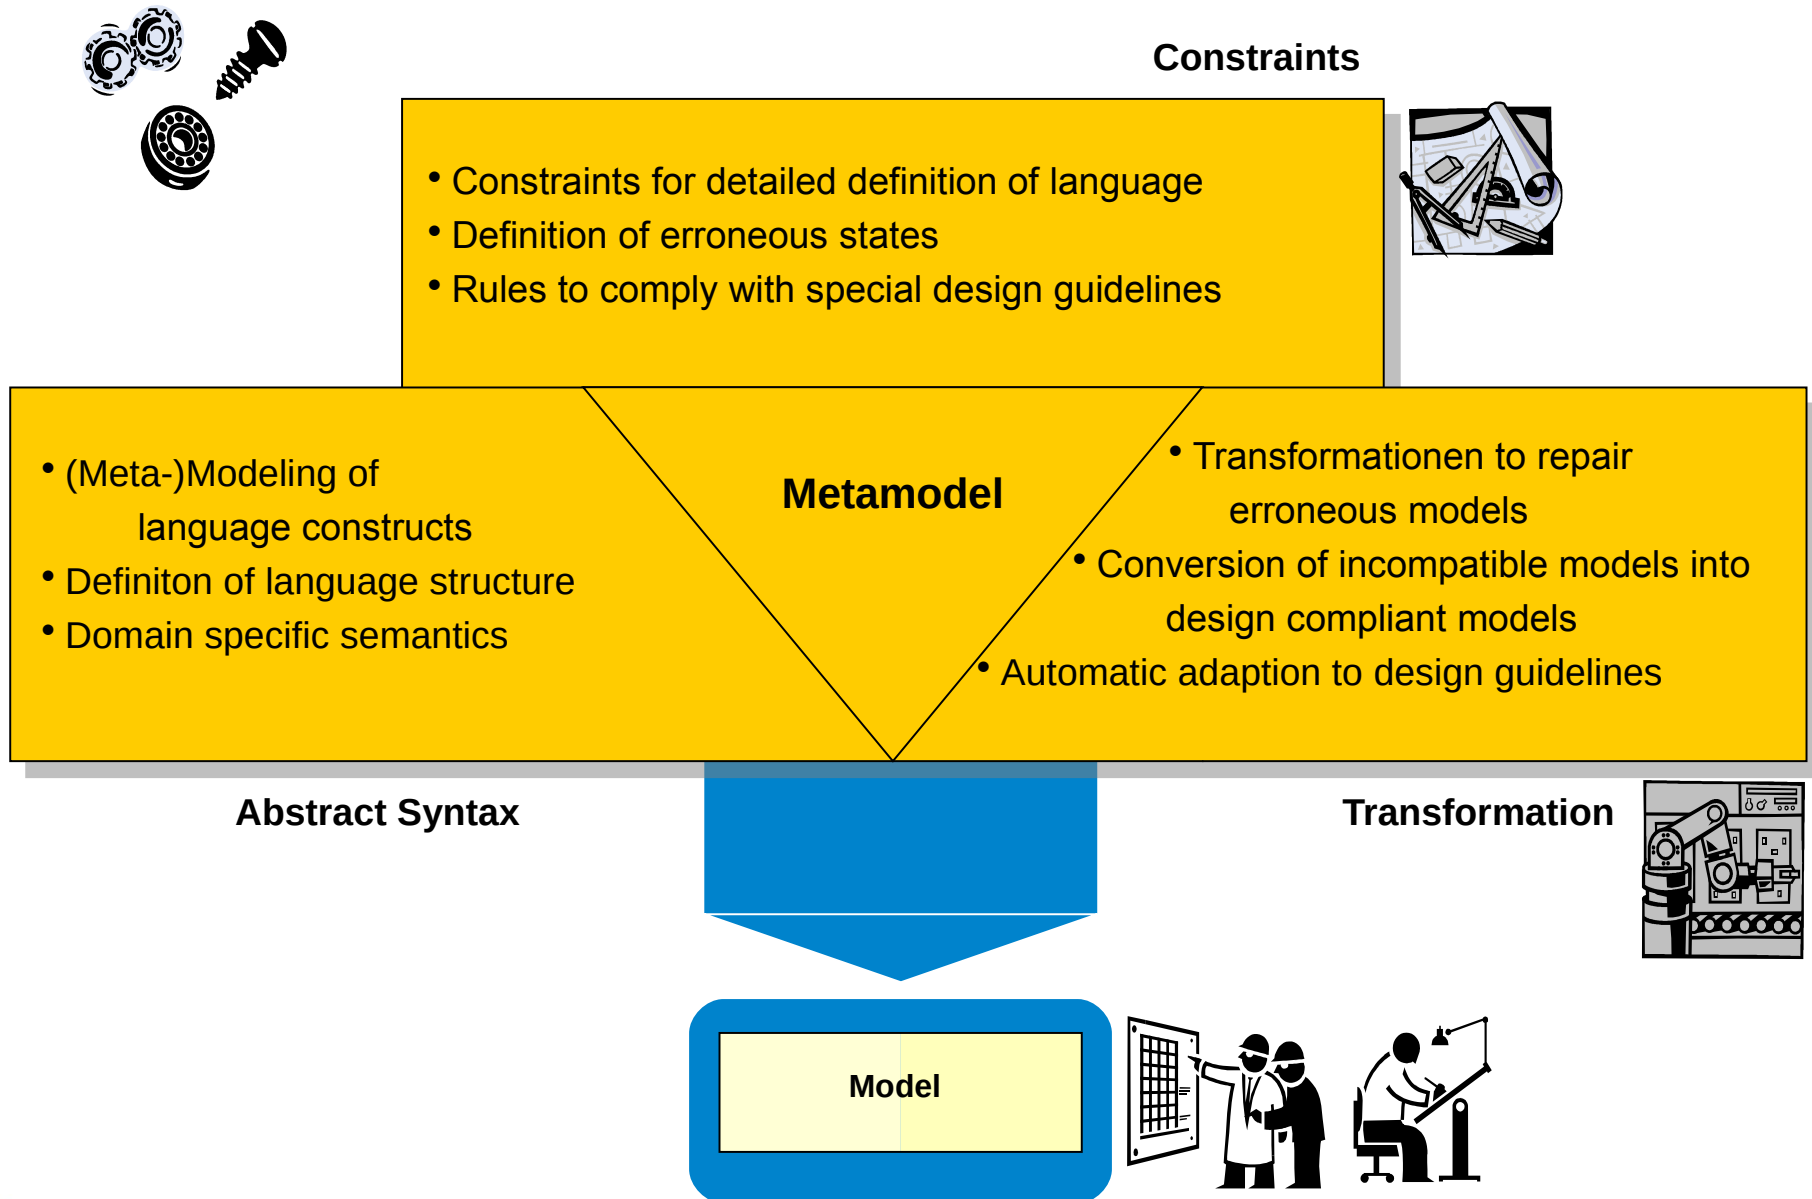 Constraints
• Constraints for detailed definition of language
• Definition of erroneous states
• Rules to comply with special design guidelines
• (Meta-)Modeling of
language constructs
• Definiton of language structure
• Domain specific semantics
Metamodel
• Transformationen to repair
erroneous models
• Conversion of incompatible models into
design compliant models
• Automatic adaption to design guidelines
Abstract Syntax
Transformation
Model